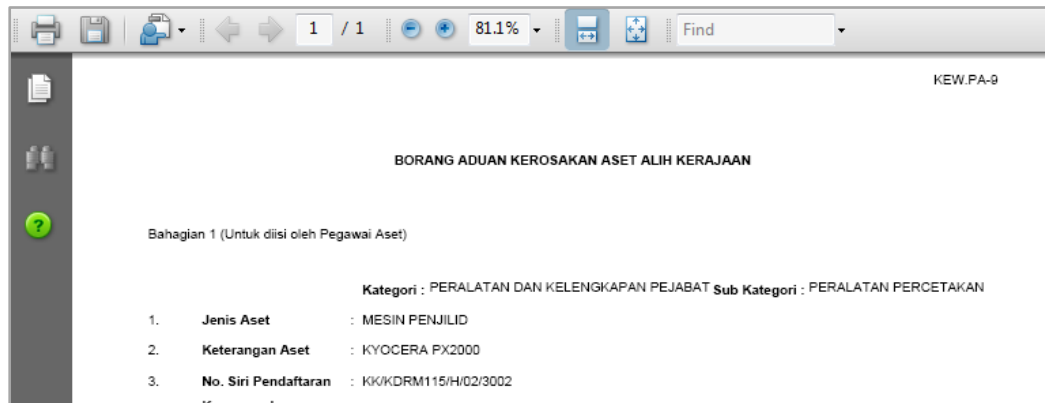 1 / 1 81.1% Find
KEW.PA-9
BORANG ADUAN KEROSAKAN ASET ALIH KERAJAAN
Bahagian 1 (Untuk diisi oleh Pegawai Aset)
Kategori : PERALATAN DAN KELENGKAPAN PEJABAT Sub Kategori : PERALATAN PERCETAKAN
1. Jenis Aset : MESIN PENJILID
2. Keterangan Aset : KYOCERA PX2000
3. No. Siri Pendaftaran : KK/KDRM115/H/02/3002